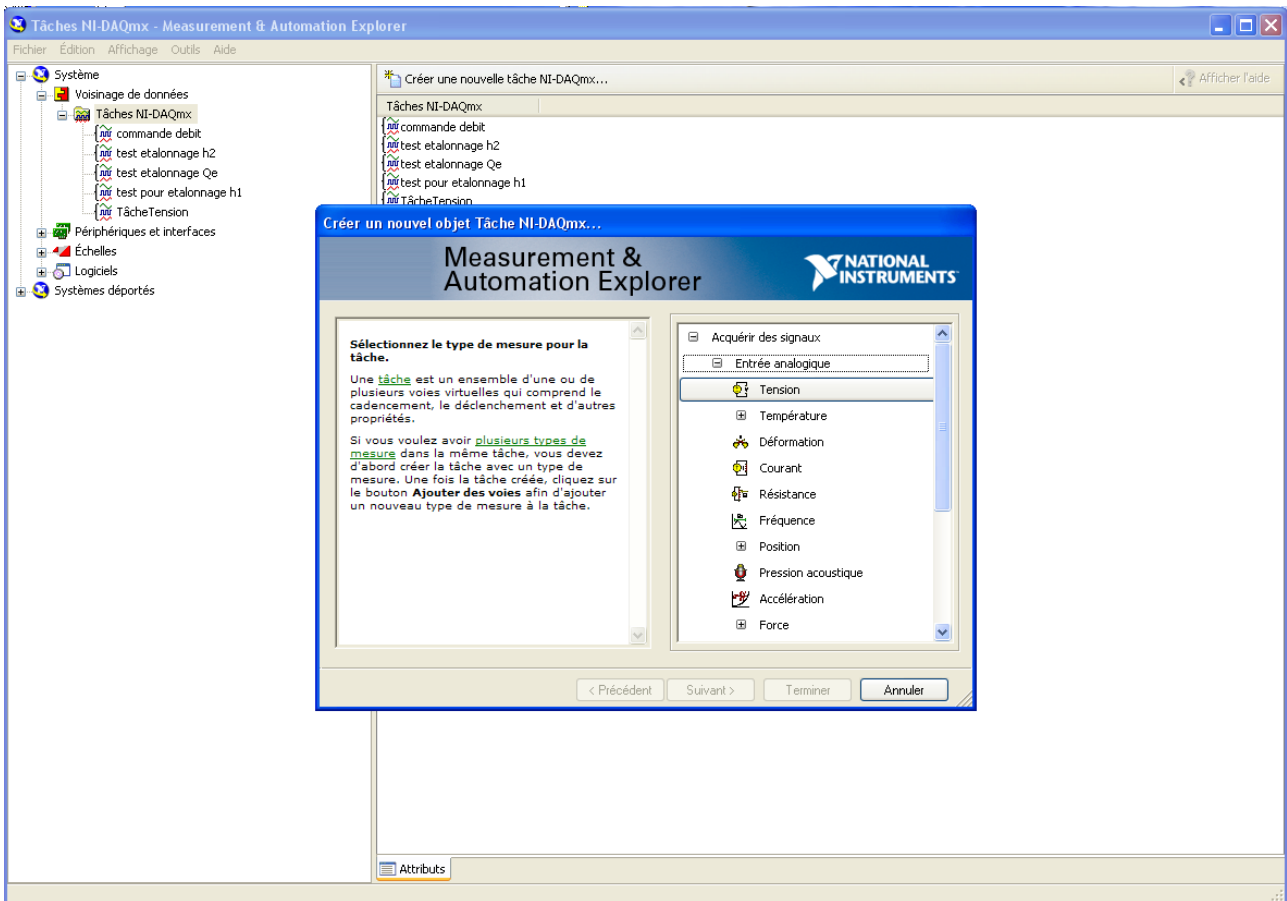 Tâches NI-DAQmx - Measurement & Automation Explorer
Fichier Édition Affichage Outils Aide
Système
Voisinage de données
Tâches NI-DAQmx
commande debit
test etalonnage h2
test etalonnage Qe
test pour etalonnage h1
TâcheTension
Périphériques et interfaces
Échelles
Logiciels
Systèmes déportés
Créer une nouvelle tâche NI-DAQmx...
Afficher l'aide
Tâches NI-DAQmx
commande debit
test etalonnage h2
test etalonnage Qe
test pour etalonnage h1
TâcheTension
Créer un nouvel objet Tâche NI-DAQmx...
Measurement &
Automation Explorer
NATIONAL
INSTRUMENTS
Sélectionnez le type de mesure pour la
tâche.
Une tâche est un ensemble d'une ou de
plusieurs voies virtuelles qui comprend le
cadencement, le déclenchement et d'autres
propriétés.
Si vous voulez avoir plusieurs types de
mesure dans la même tâche, vous devez
d'abord créer la tâche avec un type de
mesure. Une fois la tâche créée, cliquez sur
le bouton Ajouter des voies afin d'ajouter
un nouveau type de mesure à la tâche.
Acquérir des signaux
Entrée analogique
Tension
Température
Déformation
Courant
Résistance
Fréquence
Position
Pression acoustique
Accélération
Force
< Précédent
Suivant >
Terminer
Annuler
Attributs